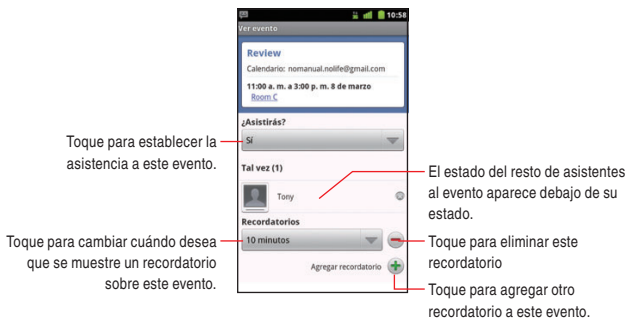 10:58
Ver evento
Review
Calendario: nomanual.nolife@gmail.com
11:00 a. m. a 3:00 p. m. 8 de marzo
Room C
¿Asistirás?
Sí
Tal vez (1)
Tony
Recordatorios
10 minutos
Agregar recordatorio
Toque para establecer la
asistencia a este evento.
Toque para cambiar cuándo desea
que se muestre un recordatorio
sobre este evento.
El estado del resto de asistentes
al evento aparece debajo de su
estado.
Toque para eliminar este
recordatorio
Toque para agregar otro
recordatorio a este evento.